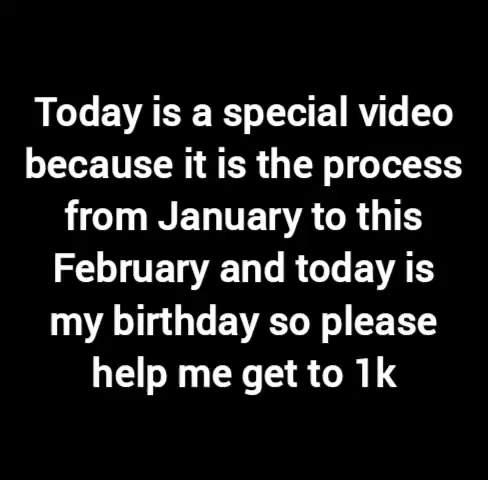 Today is a special video
because it is the process
from January to this
February and today is
my birthday so please
help me get to 1k